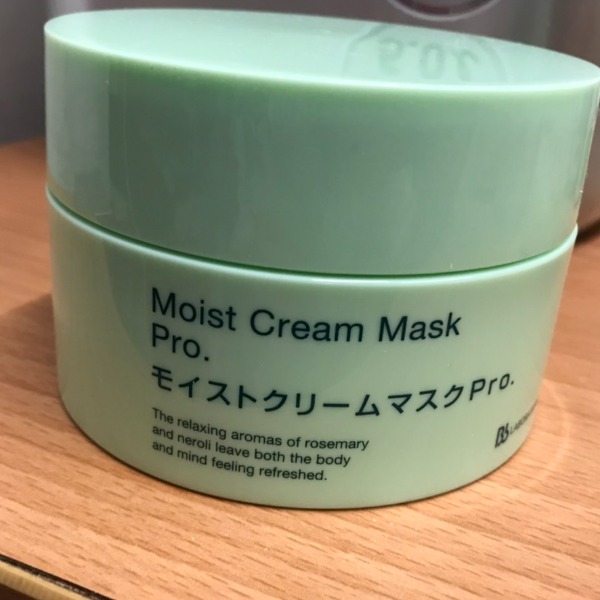 Moist Cream Mask
Pro.
モイストクリームマスクPro.
The relaxing aromas of rosemary
and neroli leave both the body
and mind feeling refreshed.